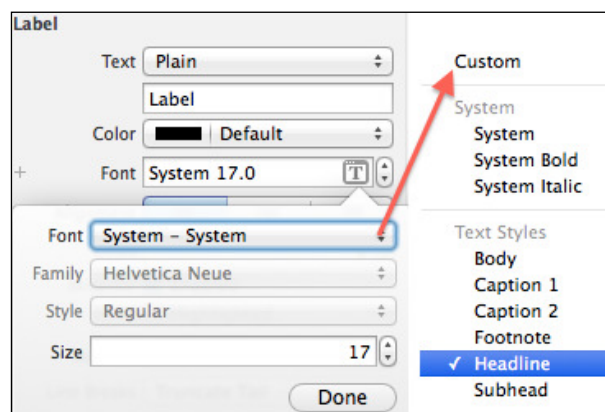 Label
Text Plain
Label
Color Default
Font System 17.0 T
Font System – System
Family Helvetica Neue
Style Regular
Size 17
Done
Custom
System
System
System Bold
System Italic
Text Styles
Body
Caption 1
Caption 2
Footnote
✓ Headline
Subhead